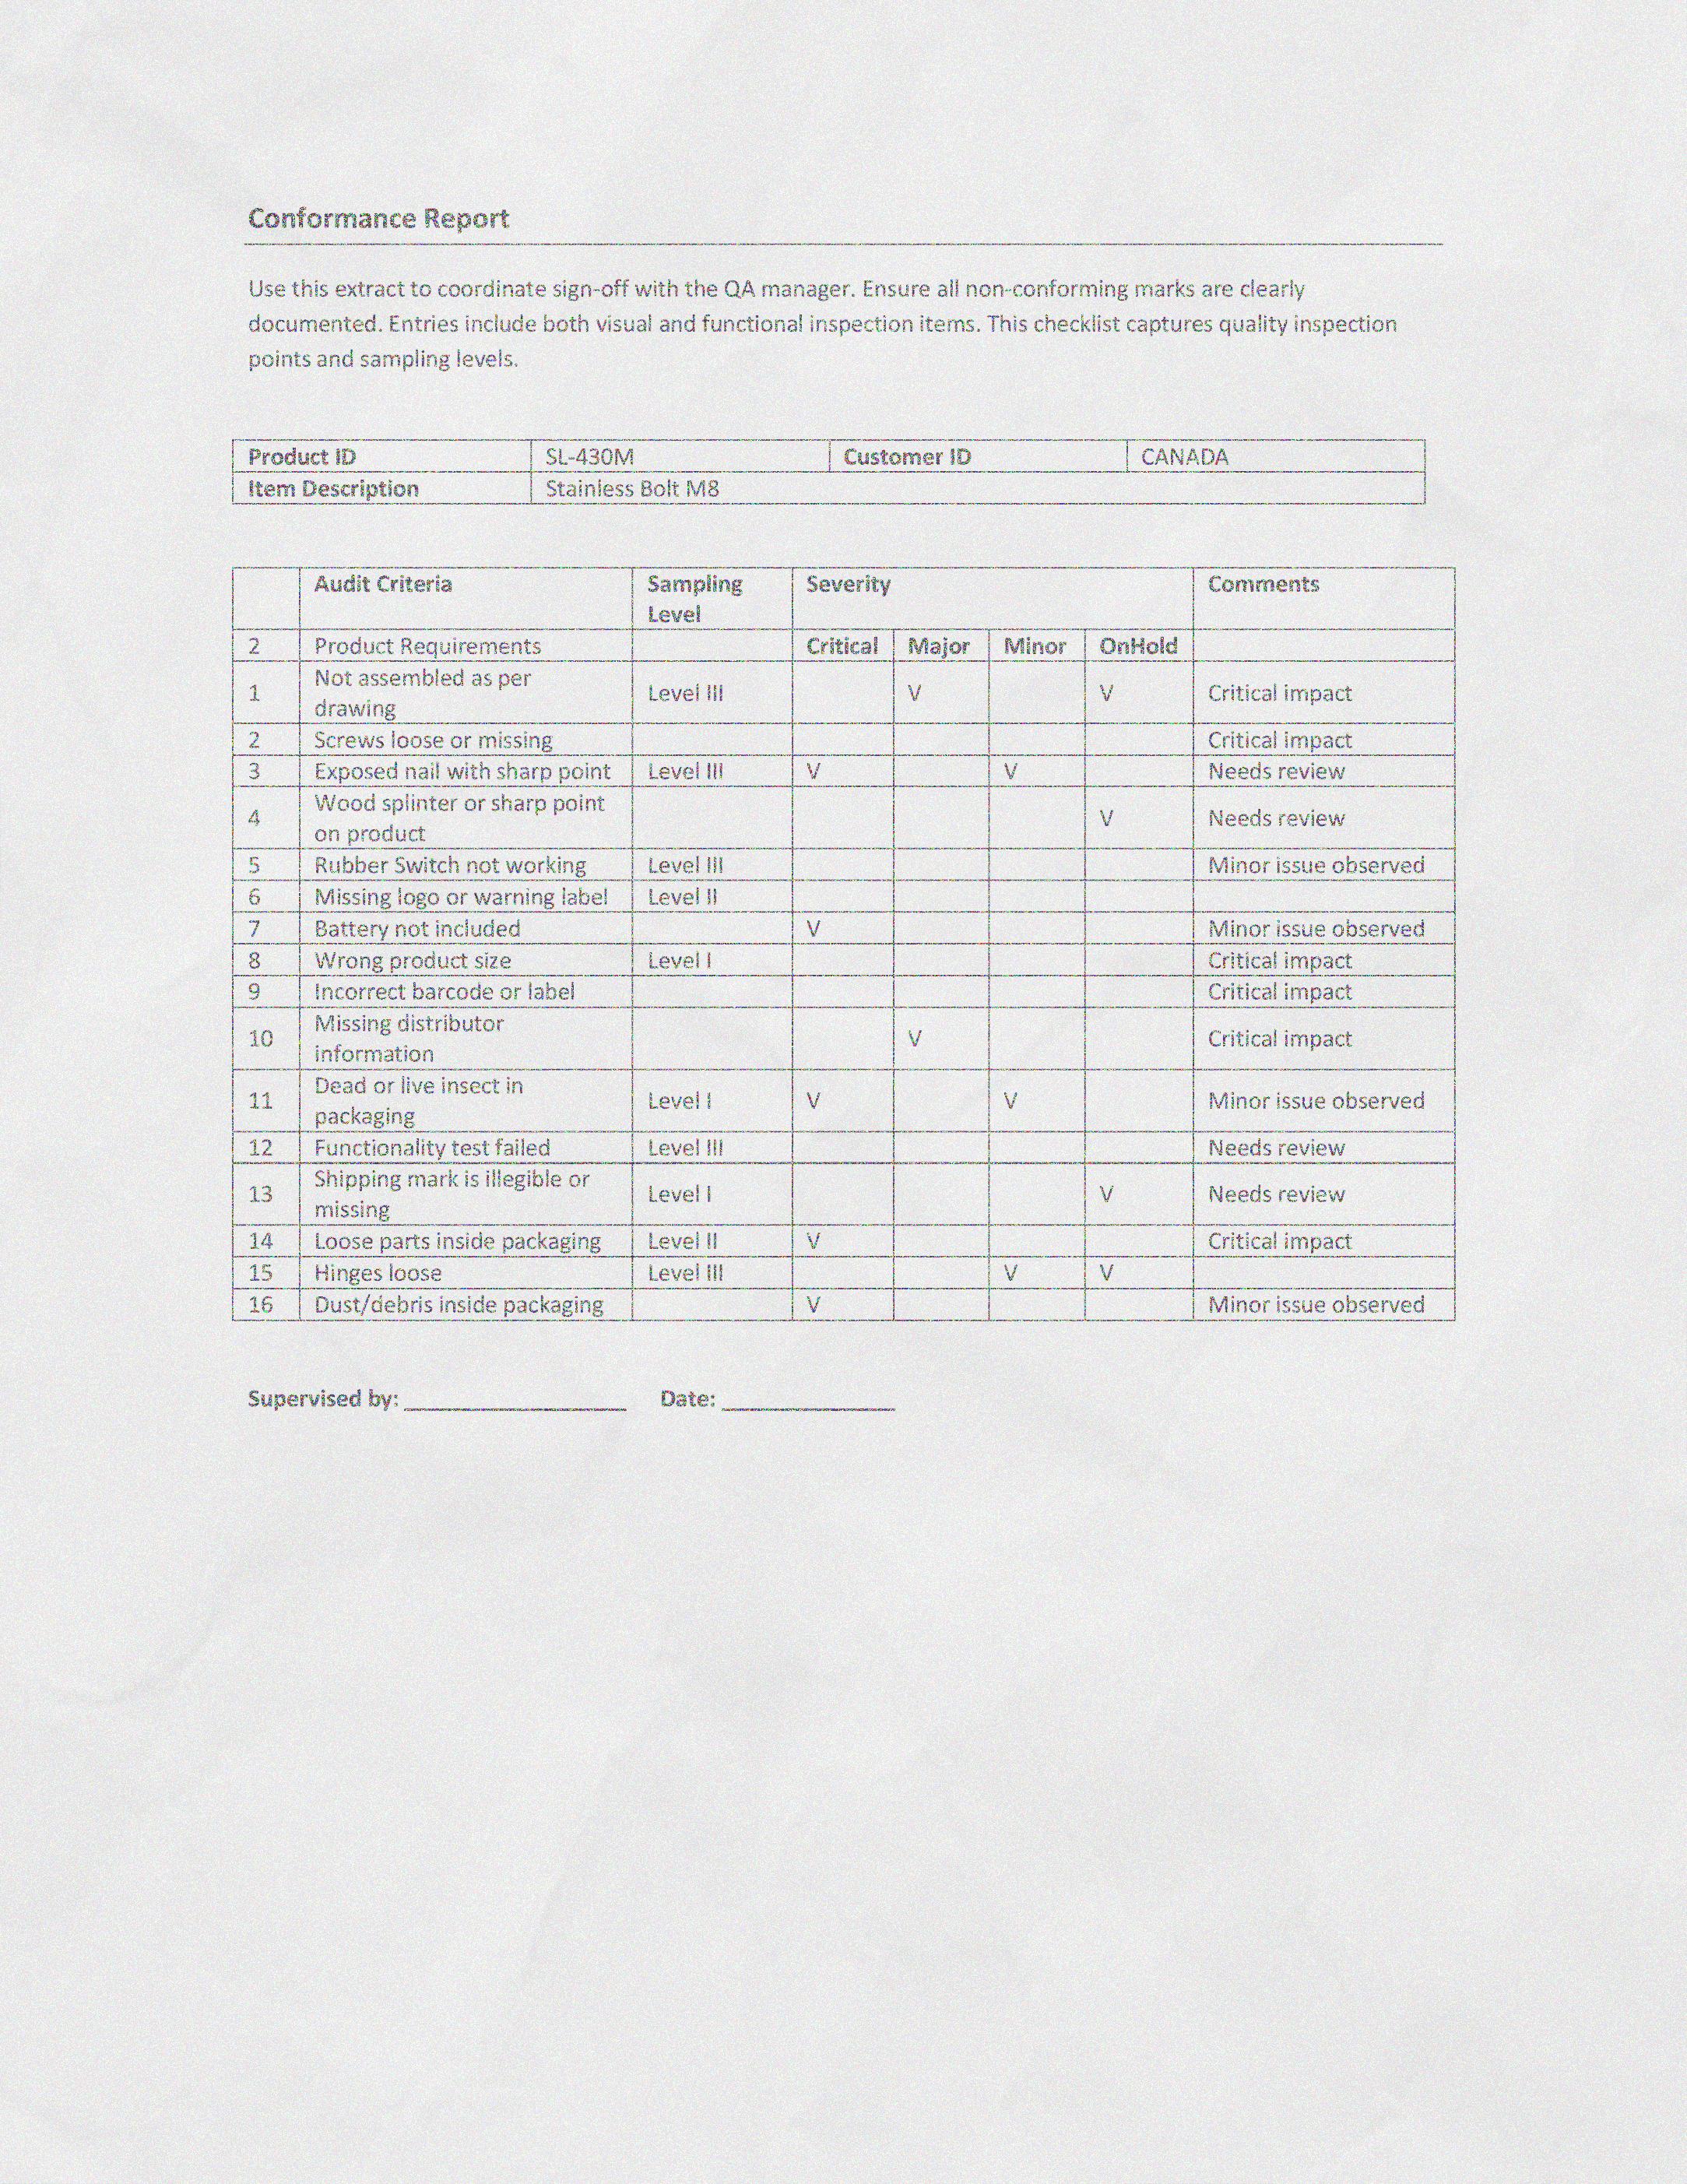 Conformance Report
Use this extract to coordinate sign-off with the QA manager. Ensure all non-conforming marks are clearly
documented. Entries include both visual and functional inspection items. This checklist captures quality inspection
points and sampling levels.
Product ID SL-430M Customer ID CANADA
Item Description Stainless Bolt M8
Audit Criteria Sampling Level Severity Comments
2 Product Requirements Critical Major Minor OnHold
1 Not assembled as per drawing Level III V V Critical impact
2 Screws loose or missing Critical impact
3 Exposed nail with sharp point Level III V V Needs review
4 Wood splinter or sharp point on product V Needs review
5 Rubber Switch not working Level III Minor issue observed
6 Missing logo or warning label Level II
7 Battery not included V Minor issue observed
8 Wrong product size Level I Critical impact
9 Incorrect barcode or label Critical impact
10 Missing distributor information V Critical impact
11 Dead or live insect in packaging Level I V V Minor issue observed
12 Functionality test failed Level III Needs review
13 Shipping mark is illegible or missing Level I V Needs review
14 Loose parts inside packaging Level II V Critical impact
15 Hinges loose Level III V V
16 Dust/debris inside packaging V Minor issue observed
Supervised by: ____________________ Date: ________________